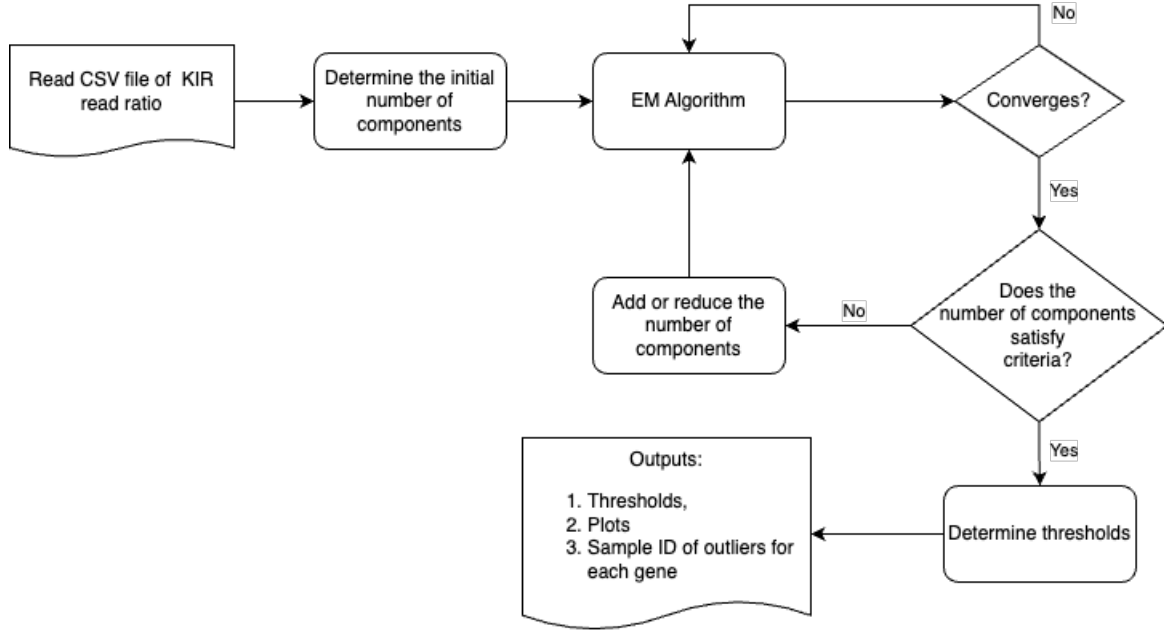 No
Read CSV file of KIR
read ratio
Determine the initial
number of
components
EM Algorithm
Converges?
Yes
Does the
number of components
satisfy
criteria?
No
Add or reduce the
number of
components
Yes
Determine thresholds
Outputs:
1. Thresholds,
2. Plots
3. Sample ID of outliers for
each gene